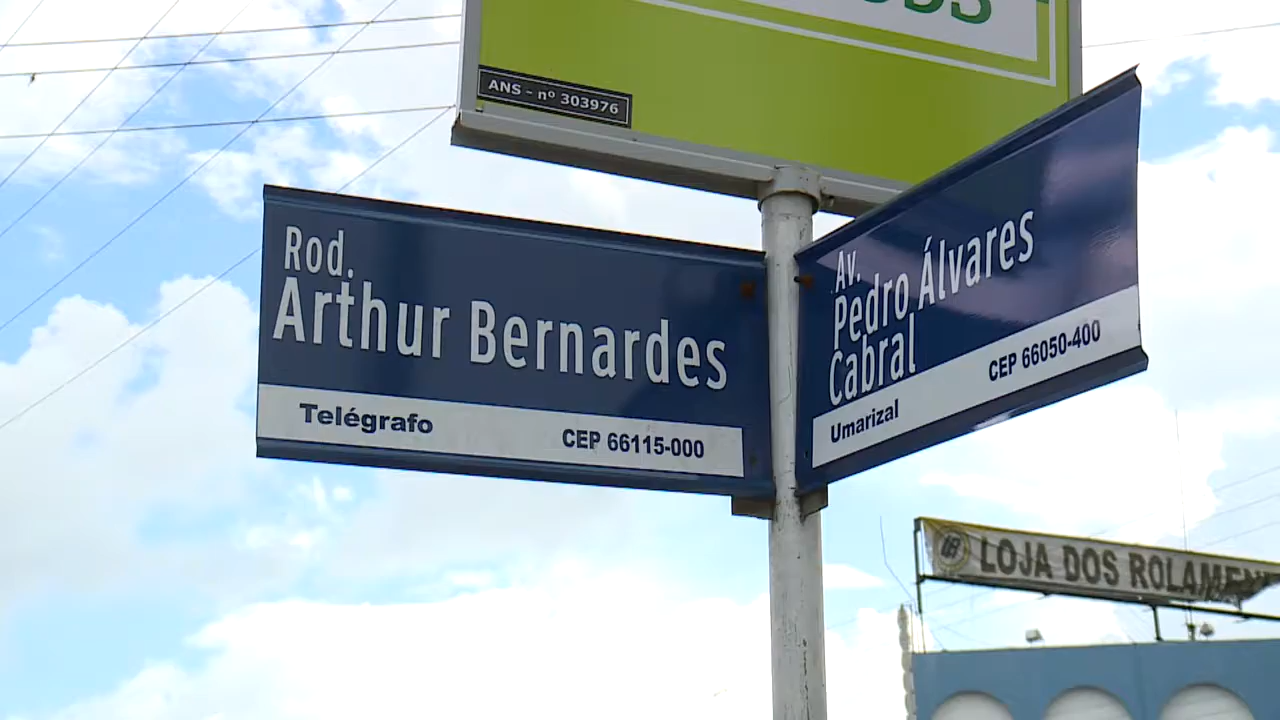 ANS - nº 303976
Rod.
Arthur Bernardes
Telégrafo
CEP 66115-000
Av.
Pedro Álvares
Cabral
Umarizal
CEP 66050-400
LOJA DOS